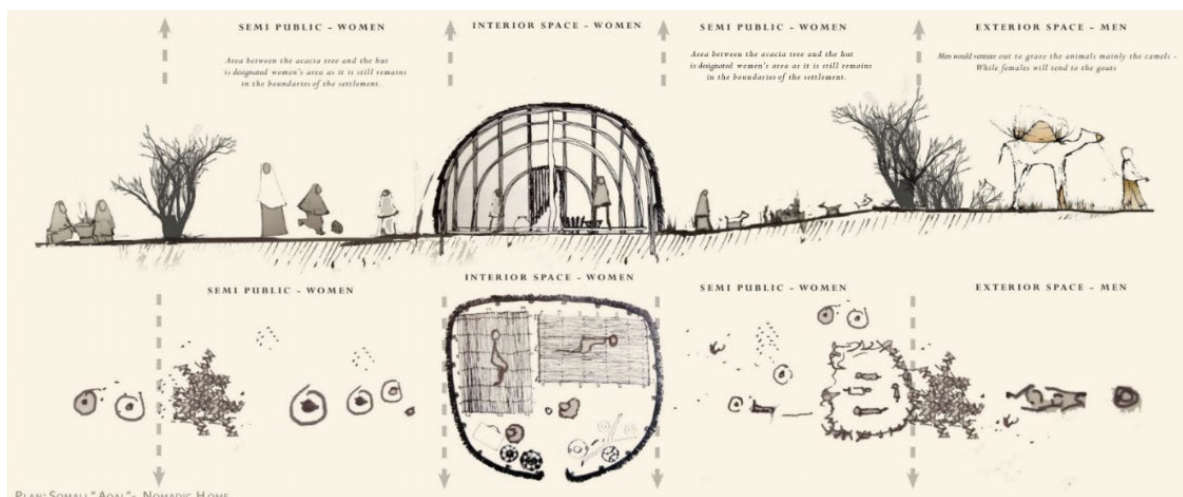 SEMI PUBLIC - WOMEN
INTERIOR SPACE - WOMEN
SEMI PUBLIC - WOMEN
EXTERIOR SPACE - MEN
Area between the acacia tree and the hut
is designated women's area as it is still remains
in the boundaries of the settlement.
Area between the acacia tree and the hut
is designated women's area as it is still remains
in the boundaries of the settlement.
Men would venture out to graze the animals mainly the camels -
While females will tend to the goats
SEMI PUBLIC - WOMEN
INTERIOR SPACE - WOMEN
SEMI PUBLIC - WOMEN
EXTERIOR SPACE - MEN
PLAN: SOMALI "AQAL"- NOMADIC HOME